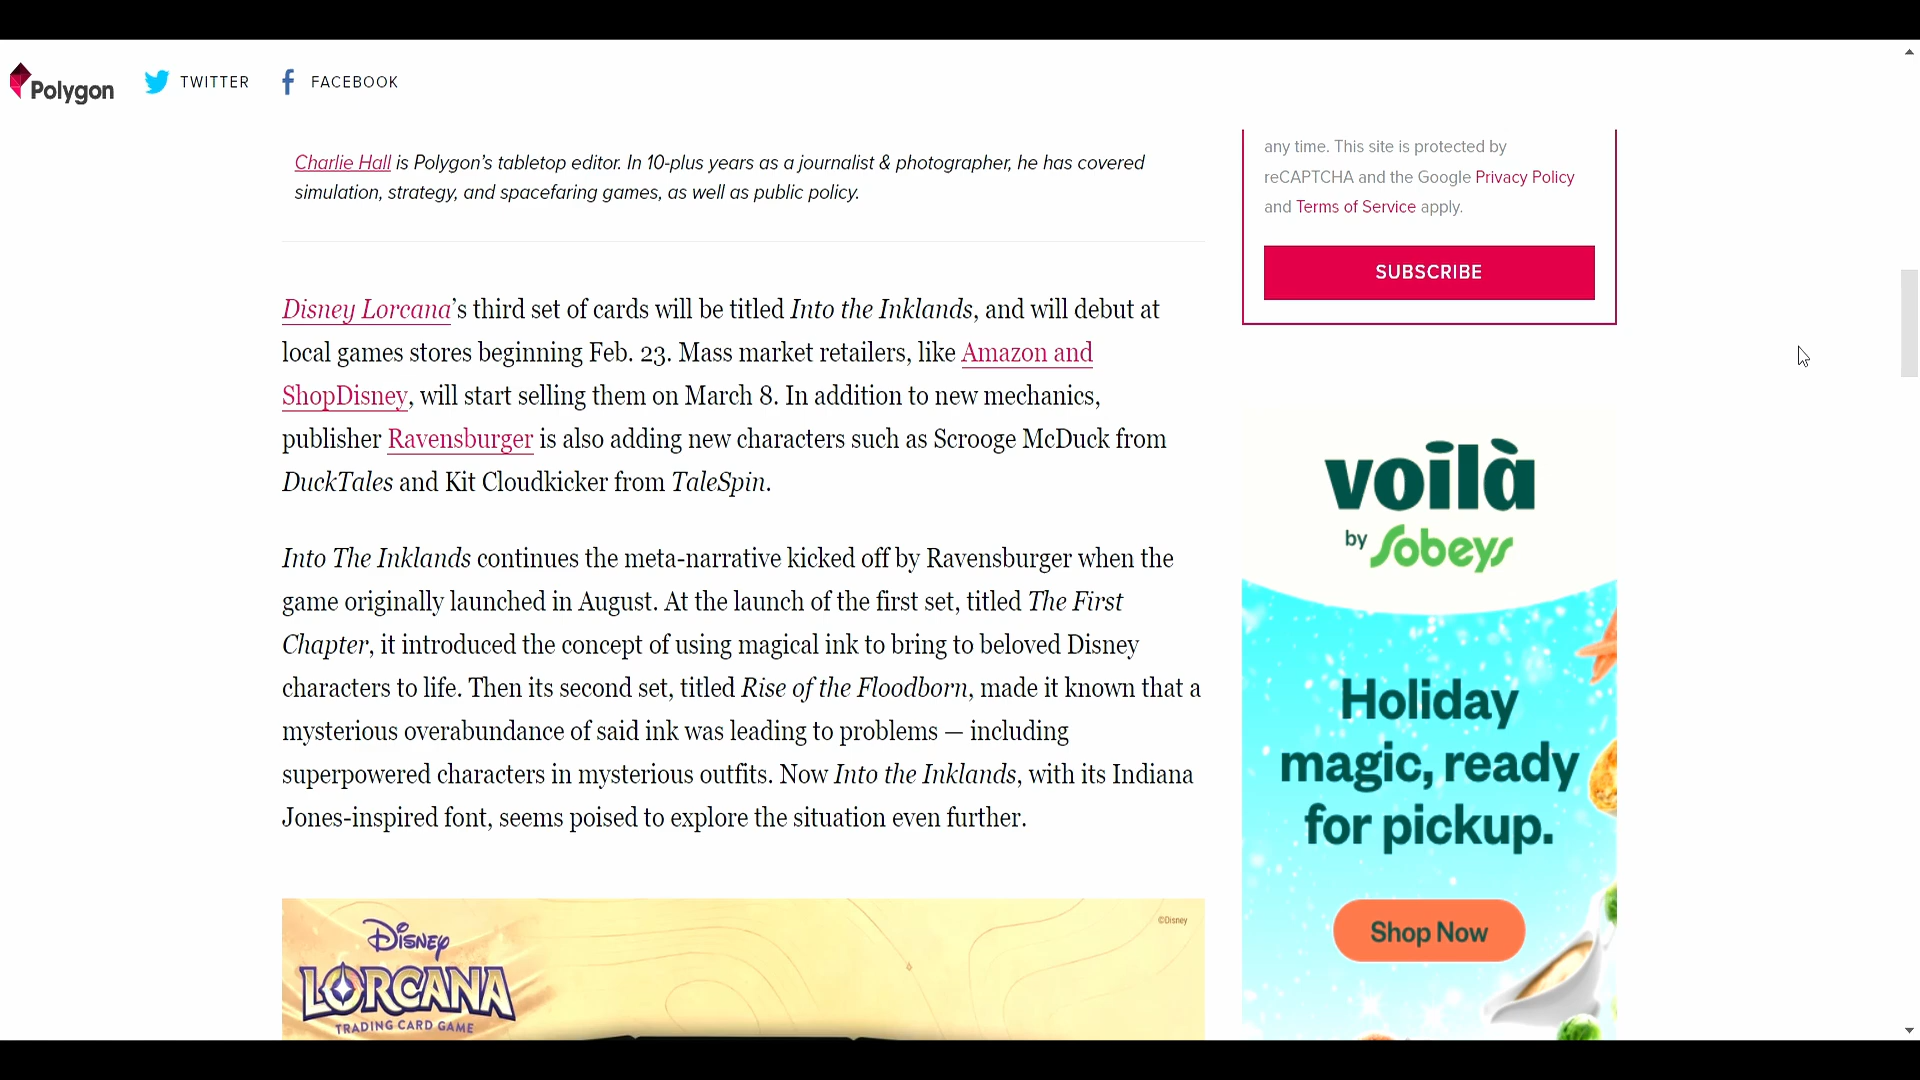 Polygon
TWITTER
FACEBOOK
Charlie Hall is Polygon’s tabletop editor. In 10-plus years as a journalist & photographer, he has covered
simulation, strategy, and spacefaring games, as well as public policy.
Disney Lorcana’s third set of cards will be titled Into the Inklands, and will debut at
local games stores beginning Feb. 23. Mass market retailers, like Amazon and
ShopDisney, will start selling them on March 8. In addition to new mechanics,
publisher Ravensburger is also adding new characters such as Scrooge McDuck from
DuckTales and Kit Cloudkicker from TaleSpin.
Into The Inklands continues the meta-narrative kicked off by Ravensburger when the
game originally launched in August. At the launch of the first set, titled The First
Chapter, it introduced the concept of using magical ink to bring to beloved Disney
characters to life. Then its second set, titled Rise of the Floodborn, made it known that a
mysterious overabundance of said ink was leading to problems — including
superpowered characters in mysterious outfits. Now Into the Inklands, with its Indiana
Jones-inspired font, seems poised to explore the situation even further.
©Disney
Disney
LORCANA
TRADING CARD GAME
any time. This site is protected by
reCAPTCHA and the Google Privacy Policy
and Terms of Service apply.
SUBSCRIBE
voilà
by Sobeys
Holiday
magic, ready
for pickup.
Shop Now